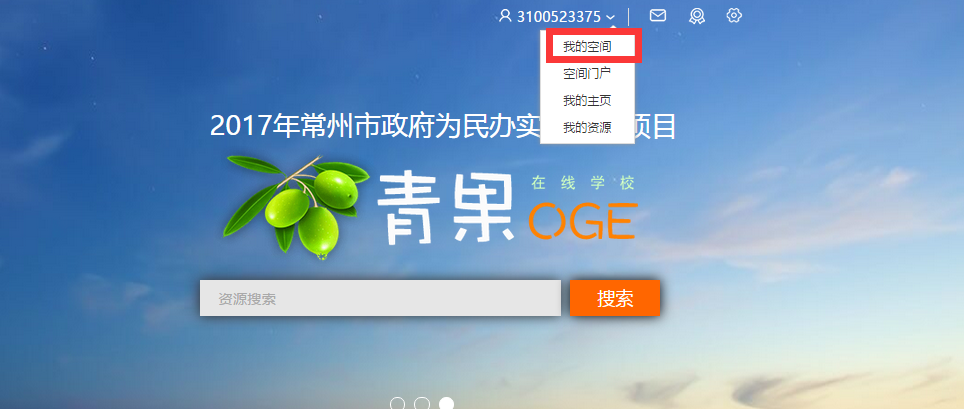 3100523375
我的空间
空间门户
我的主页
我的资源
2017年常州市政府为民办实 项目
青果
在线学校
OGE
资源搜索
搜索